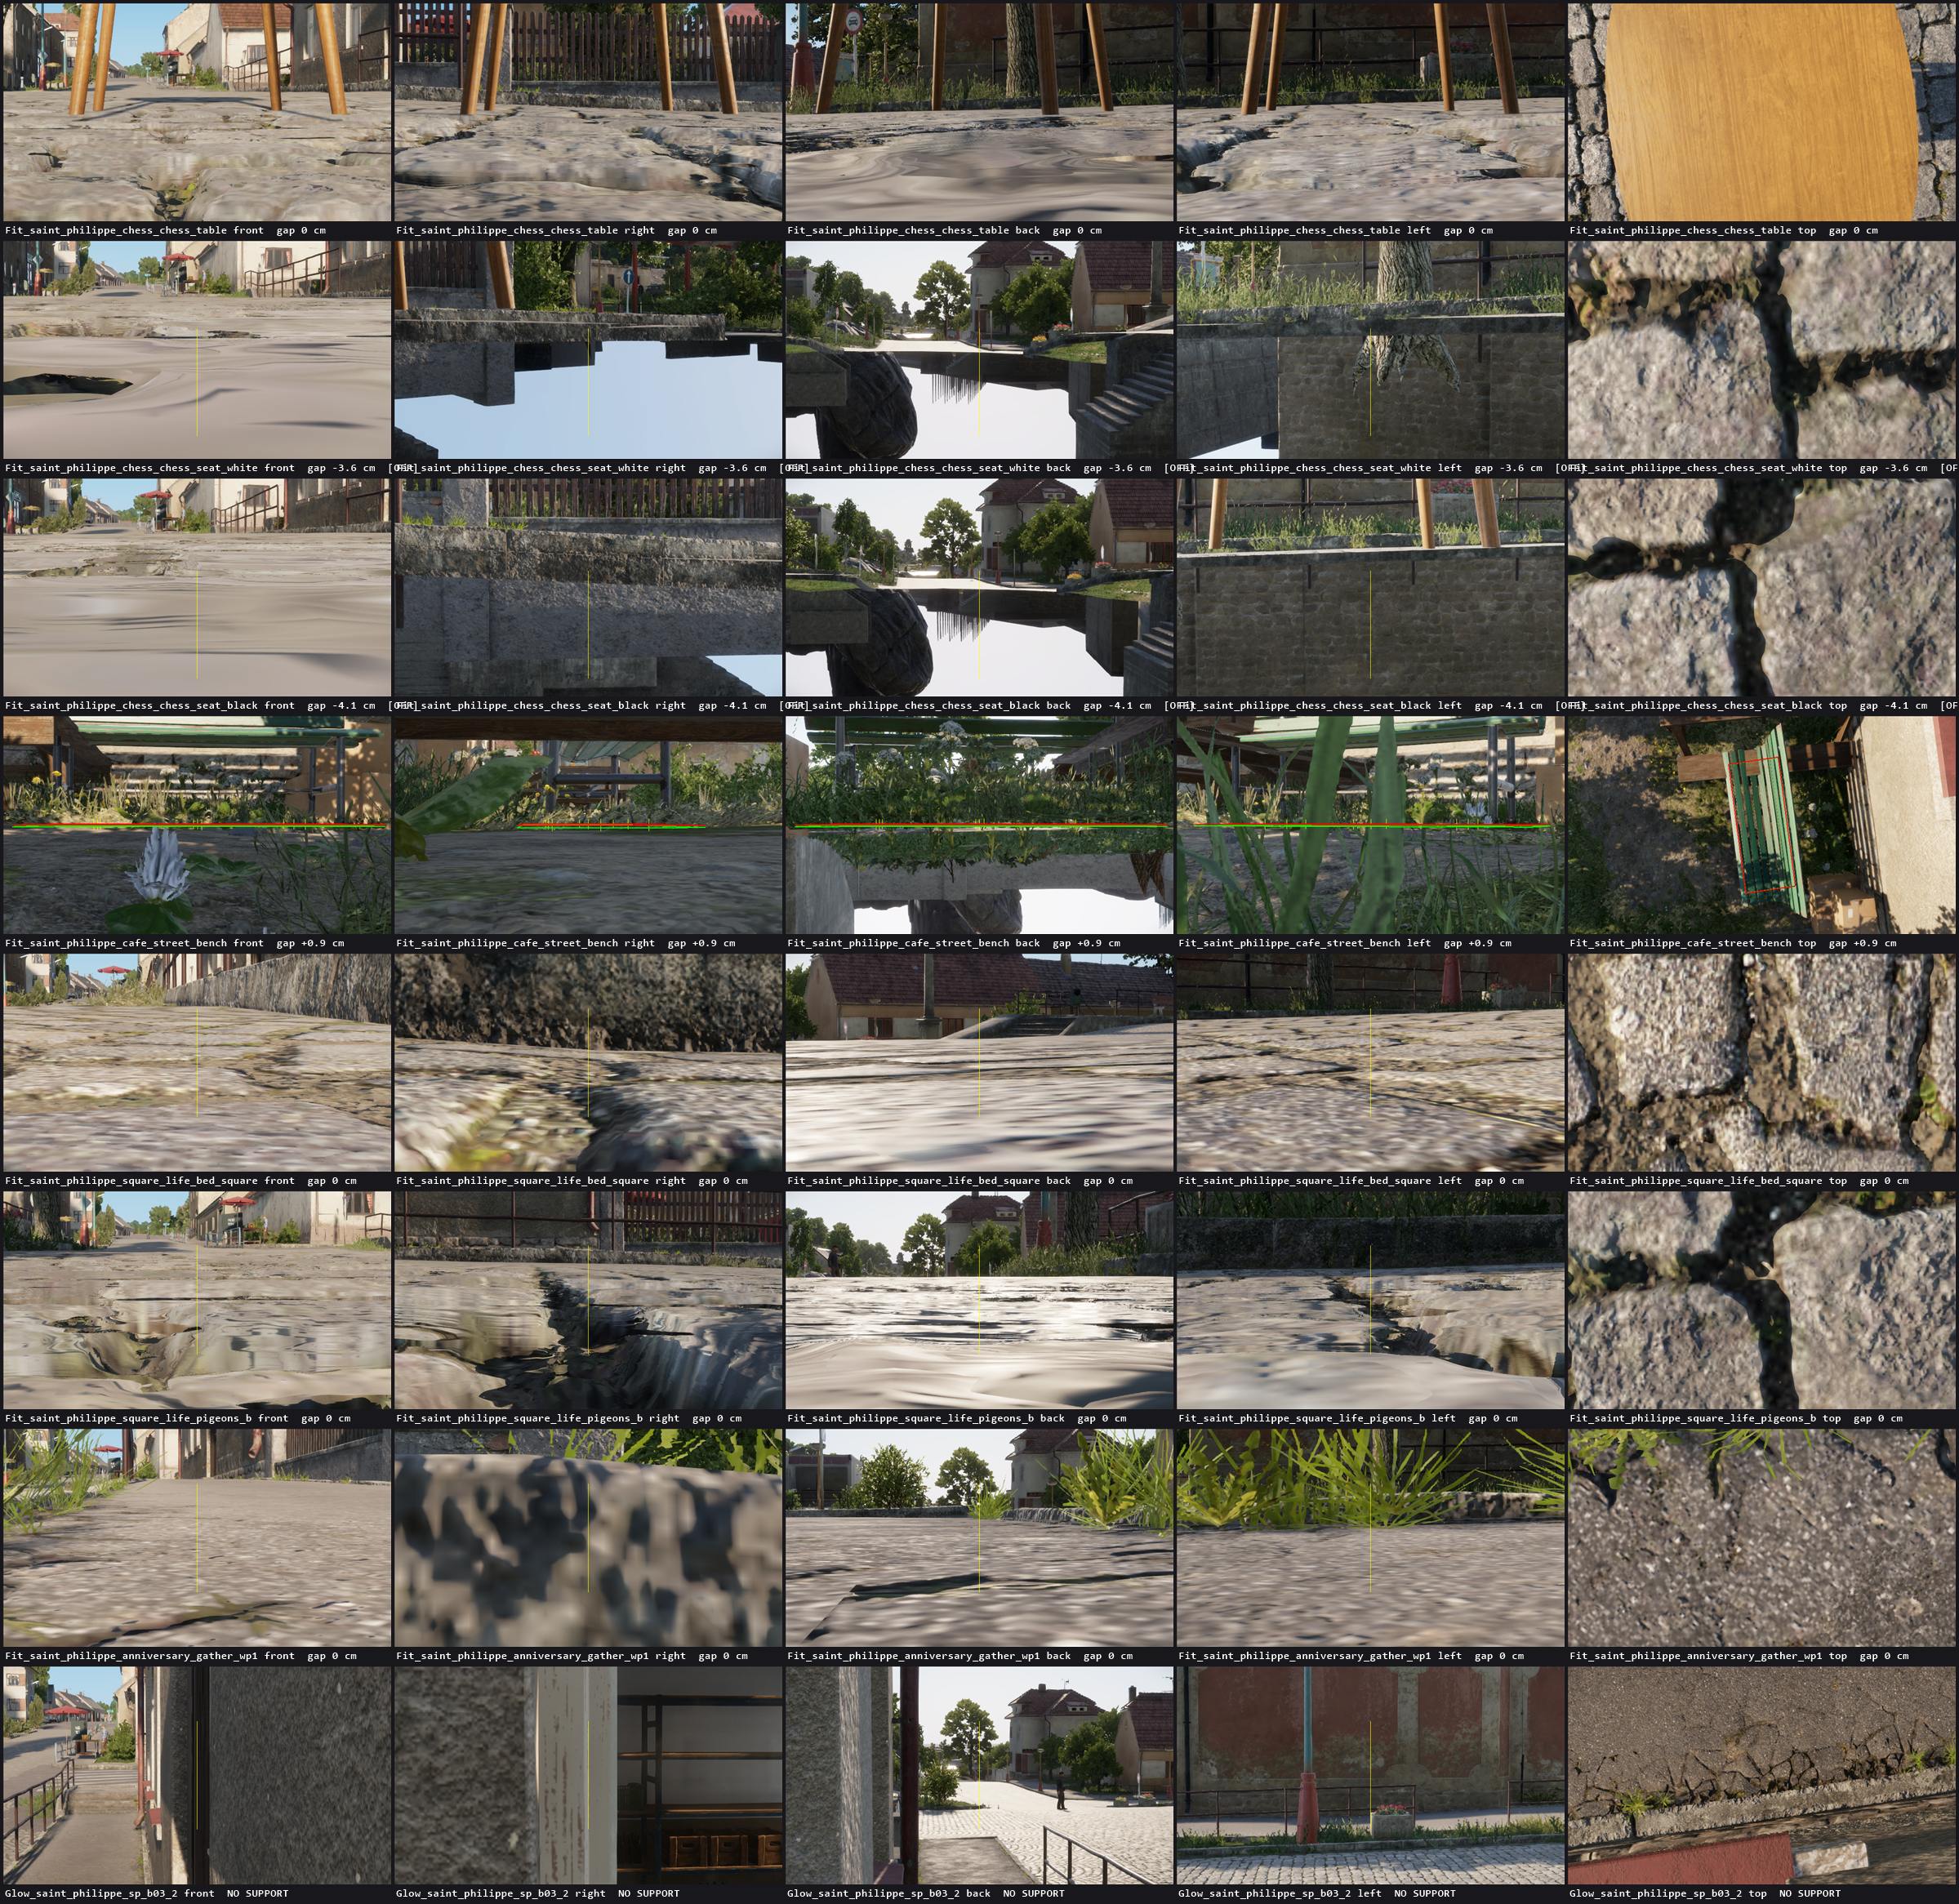 Fit_saint_philippe_chess_chess_table front gap 0 cm
Fit_saint_philippe_chess_chess_table right gap 0 cm
Fit_saint_philippe_chess_chess_table back gap 0 cm
Fit_saint_philippe_chess_chess_table left gap 0 cm
Fit_saint_philippe_chess_chess_table top gap 0 cm
Fit_saint_philippe_chess_chess_seat_white front gap -3.6 cm
Fit_saint_philippe_chess_chess_seat_white right gap -3.6 cm
Fit_saint_philippe_chess_chess_seat_white back gap -3.6 cm
Fit_saint_philippe_chess_chess_seat_white left gap -3.6 cm
Fit_saint_philippe_chess_chess_seat_white top gap -3.6 cm [OF
Fit_saint_philippe_chess_chess_seat_black front gap -4.1 cm
Fit_saint_philippe_chess_chess_seat_black right gap -4.1 cm
Fit_saint_philippe_chess_chess_seat_black back gap -4.1 cm
Fit_saint_philippe_chess_chess_seat_black left gap -4.1 cm
Fit_saint_philippe_chess_chess_seat_black top gap -4.1 cm [OF
Fit_saint_philippe_cafe_street_bench front gap +0.9 cm
Fit_saint_philippe_cafe_street_bench right gap +0.9 cm
Fit_saint_philippe_cafe_street_bench back gap +0.9 cm
Fit_saint_philippe_cafe_street_bench left gap +0.9 cm
Fit_saint_philippe_cafe_street_bench top gap +0.9 cm
Fit_saint_philippe_square_life_bed_square front gap 0 cm
Fit_saint_philippe_square_life_bed_square right gap 0 cm
Fit_saint_philippe_square_life_bed_square back gap 0 cm
Fit_saint_philippe_square_life_bed_square left gap 0 cm
Fit_saint_philippe_square_life_bed_square top gap 0 cm
Fit_saint_philippe_square_life_pigeons_b front gap 0 cm
Fit_saint_philippe_square_life_pigeons_b right gap 0 cm
Fit_saint_philippe_square_life_pigeons_b back gap 0 cm
Fit_saint_philippe_square_life_pigeons_b left gap 0 cm
Fit_saint_philippe_square_life_pigeons_b top gap 0 cm
Fit_saint_philippe_anniversary_gather_wp1 front gap 0 cm
Fit_saint_philippe_anniversary_gather_wp1 right gap 0 cm
Fit_saint_philippe_anniversary_gather_wp1 back gap 0 cm
Fit_saint_philippe_anniversary_gather_wp1 left gap 0 cm
Fit_saint_philippe_anniversary_gather_wp1 top gap 0 cm
Glow_saint_philippe_sp_b03_2 front NO SUPPORT
Glow_saint_philippe_sp_b03_2 right NO SUPPORT
Glow_saint_philippe_sp_b03_2 back NO SUPPORT
Glow_saint_philippe_sp_b03_2 left NO SUPPORT
Glow_saint_philippe_sp_b03_2 top NO SUPPORT